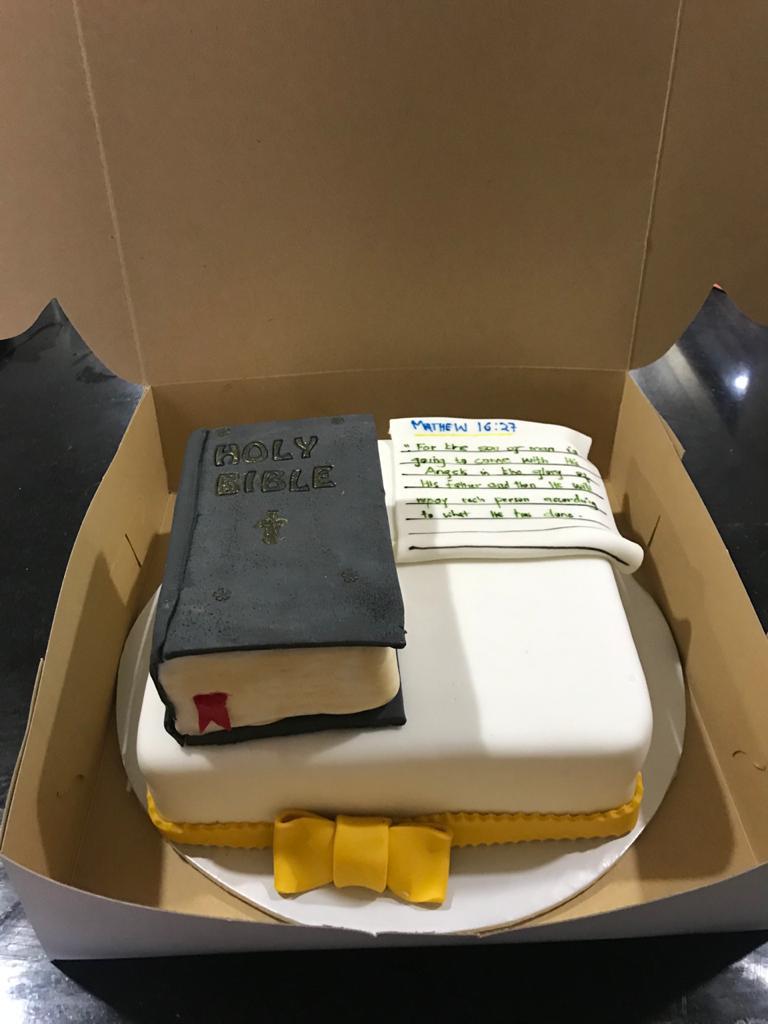 HOLY
BIBLE
MATHEW 16:27
"For the son of man is
going to come with His
Angels in the glory of
His father and then He will
repay each person according
to what He has done.